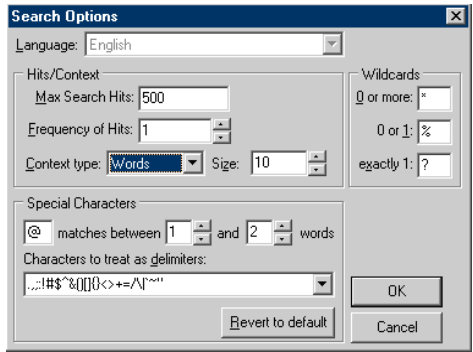 Search Options
Language: English
Hits/Context
Max Search Hits: 500
Frequency of Hits: 1
Context type: Words Size: 10
Wildcards
0 or more: *
0 or 1: %
exactly 1: ?
Special Characters
@ matches between 1 and 2 words
Characters to treat as delimiters:
.,;:!#$^&()[]{}<>+=/\|`~'"
Revert to default
OK
Cancel